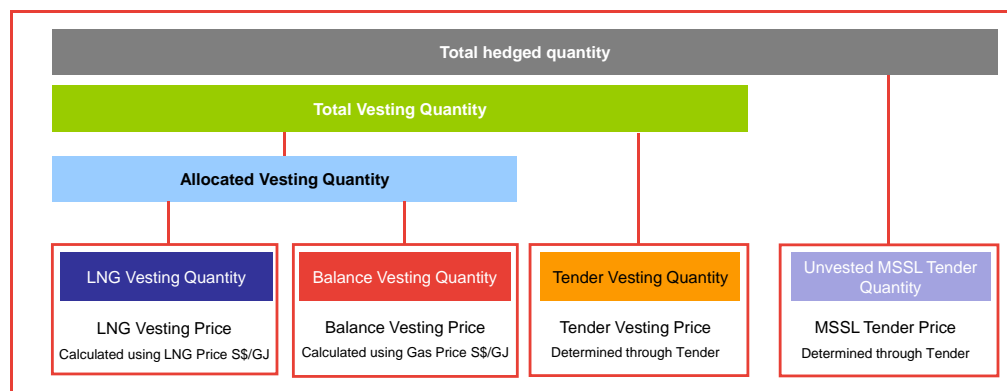 Total hedged quantity
Total Vesting Quantity
Allocated Vesting Quantity
LNG Vesting Quantity
LNG Vesting Price
Calculated using LNG Price S$/GJ
Balance Vesting Quantity
Balance Vesting Price
Calculated using Gas Price S$/GJ
Tender Vesting Quantity
Tender Vesting Price
Determined through Tender
Unvested MSSL Tender
Quantity
MSSL Tender Price
Determined through Tender